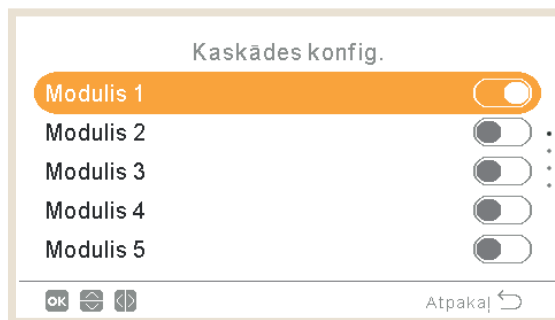 Kaskādes konfig.
Modulis 1
Modulis 2
Modulis 3
Modulis 4
Modulis 5
OK
Atpakaļ